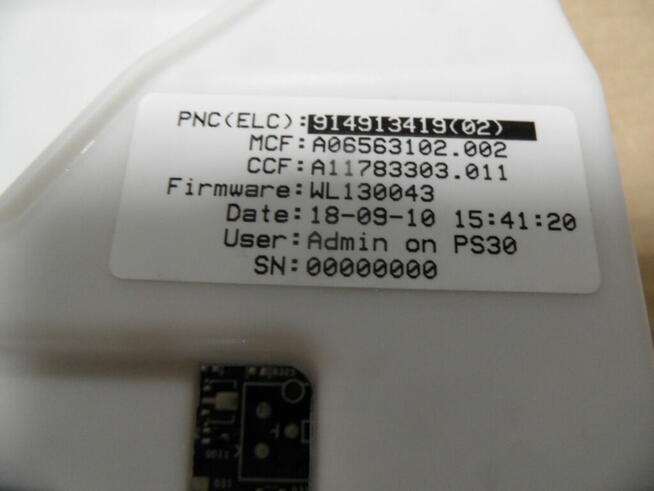 PNC(ELC):914913419(02)
MCF:A06563102.002
CCF:A11783303.011
Firmware:WL130043
Date:18-09-10 15:41:20
User:Admin on PS30
SN:00000000